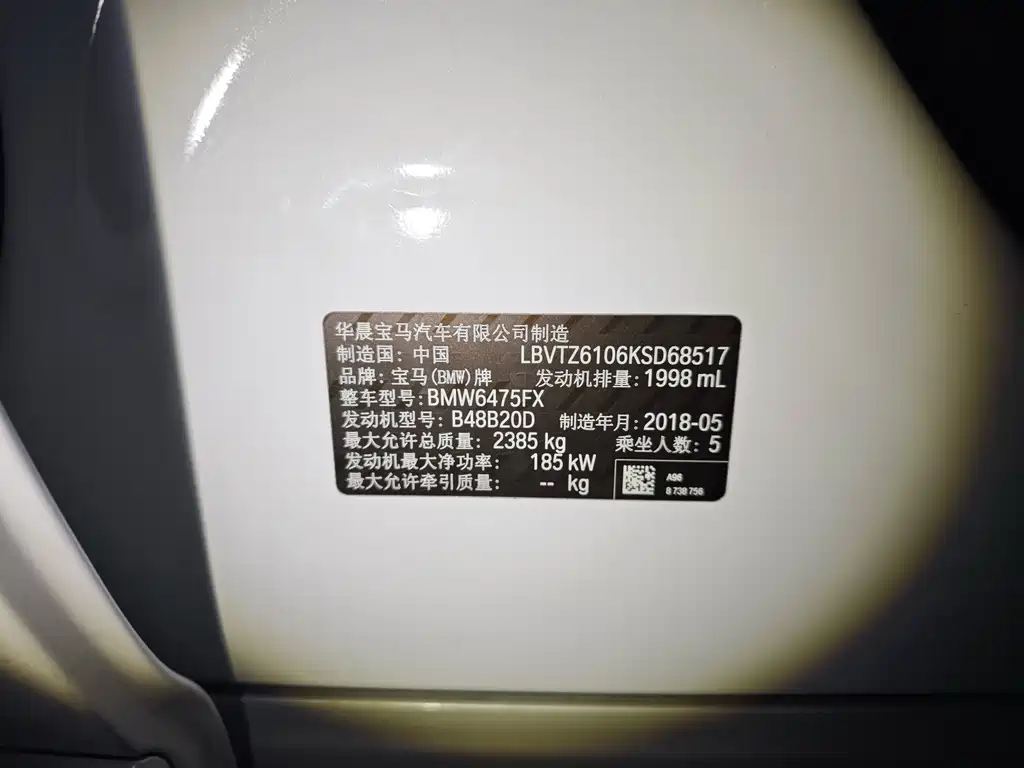 华晨宝马汽车有限公司制造
制造国: 中国 LBVTZ6106KSD68517
品牌: 宝马(BMW)牌 发动机排量: 1998 mL
整车型号: BMW6475FX
发动机型号: B48B20D 制造年月: 2018-05
最大允许总质量: 2385 kg 乘坐人数: 5
发动机最大净功率: 185 kW
最大允许牵引质量: -- kg
A96
8 738 756